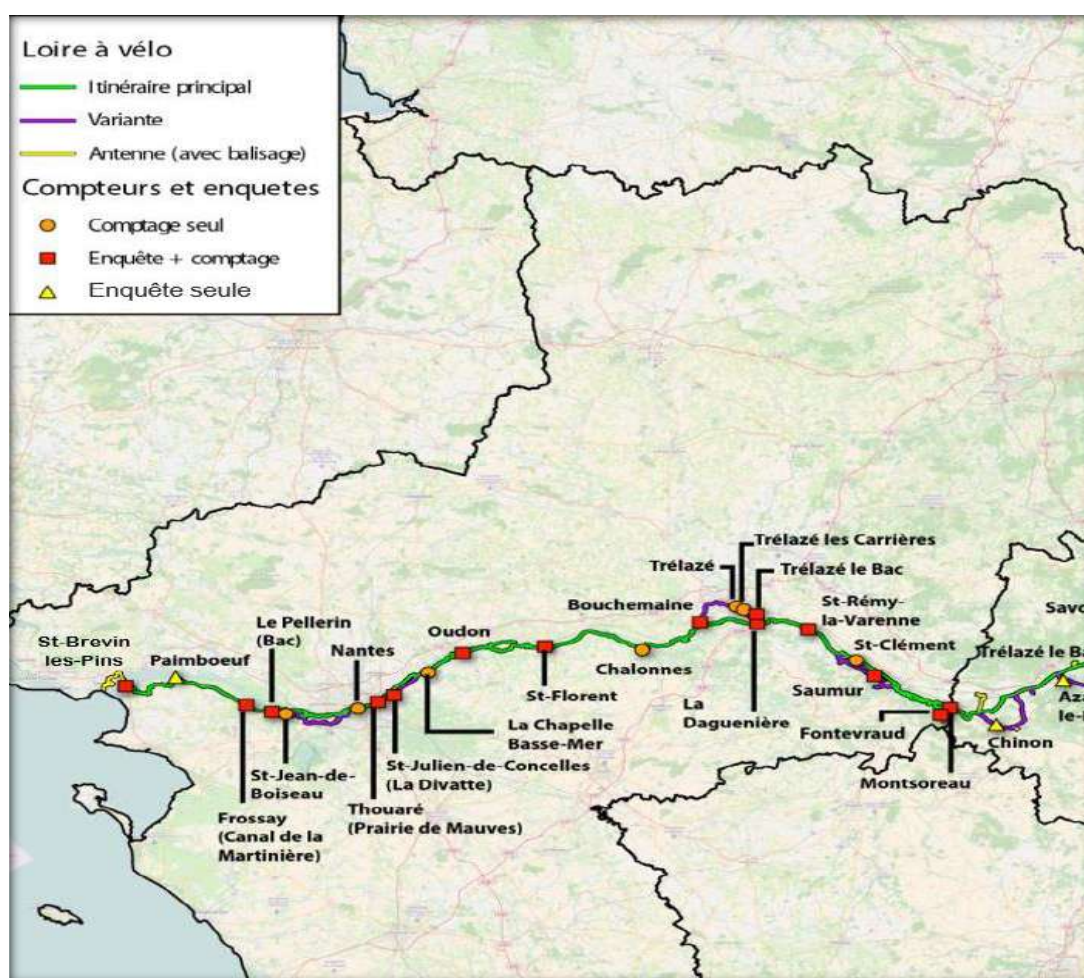 Loire à vélo
Itinéraire principal
Variante
Antenne (avec balisage)
Compteurs et enquetes
Comptage seul
Enquête + comptage
Enquête seule
Trélazé les Carrières
Trélazé
Trélazé le Bac
Bouchemaine
St-Rémy-
la-Varenne
Le Pellerin
(Bac)
Oudon
St-Brevin
les-Pins
Paimboeuf
Nantes
St-Clément
Savo
Trélazé le Ba
Chalonnes
St-Florent
Saumur
La
Daguenière
Aza
le-
La Chapelle
Basse-Mer
Fontevraud
Chinon
St-Jean-de-
Boiseau
St-Julien-de-Concelles
(La Divatte)
Montsoreau
Frossay
(Canal de la
Martinière)
Thouaré
(Prairie de Mauves)